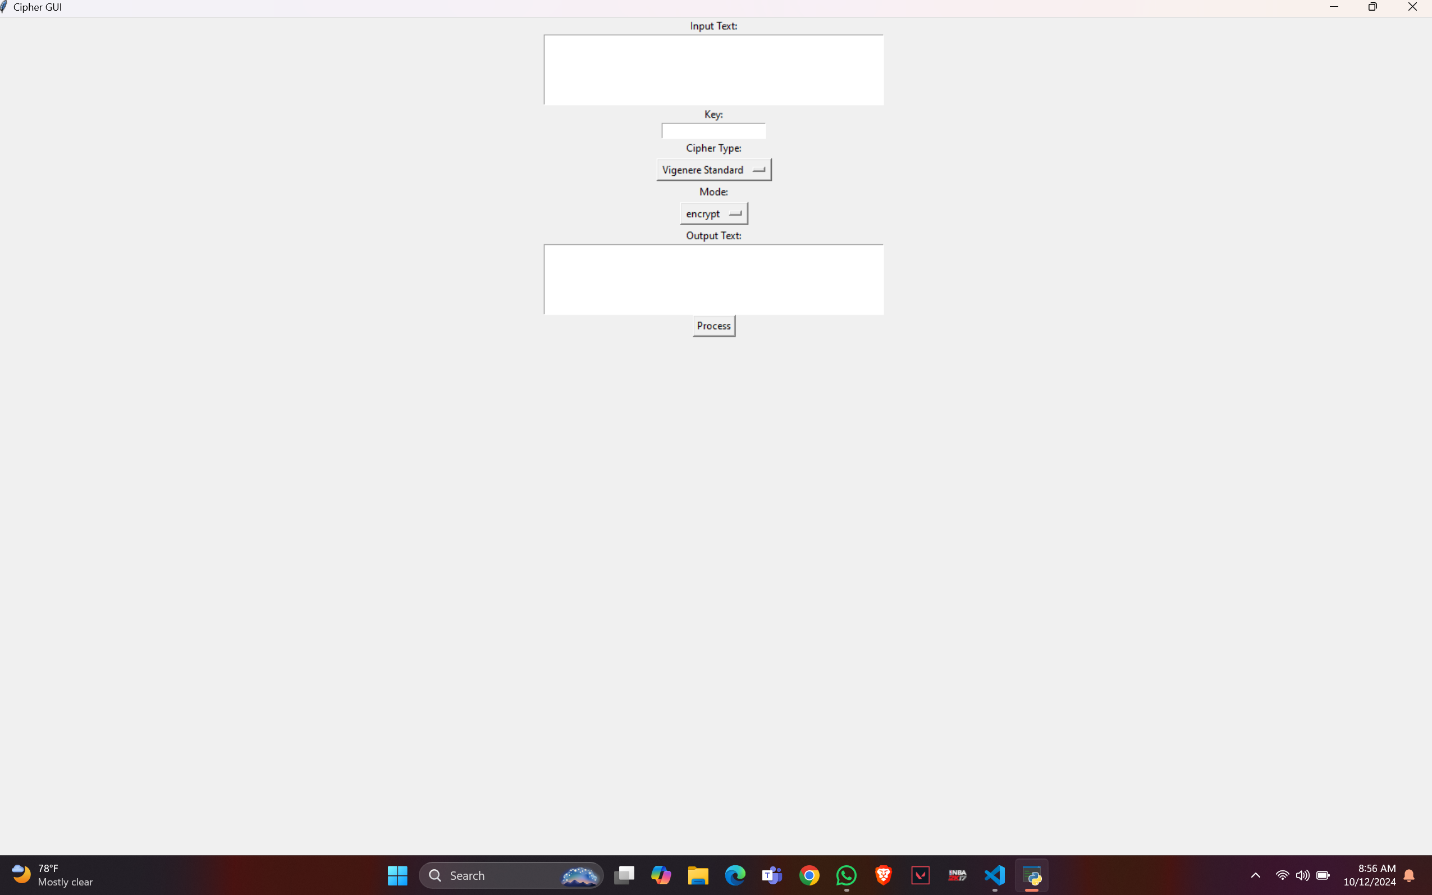 Cipher GUI
Input Text:
Key:
Cipher Type:
Vigenere Standard
Mode:
encrypt
Output Text:
Process
78°F
Mostly clear
Search
8:56 AM
10/12/2024